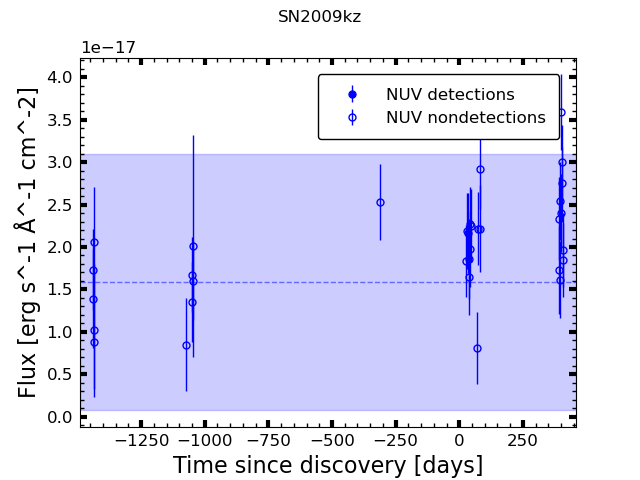 SN2009kz
1e−17
NUV detections
NUV nondetections
4.0
3.5
3.0
2.5
2.0
1.5
1.0
0.5
0.0
Flux [erg s^-1 Å^-1 cm^-2]
−1250 −1000 −750 −500 −250 0 250
Time since discovery [days]